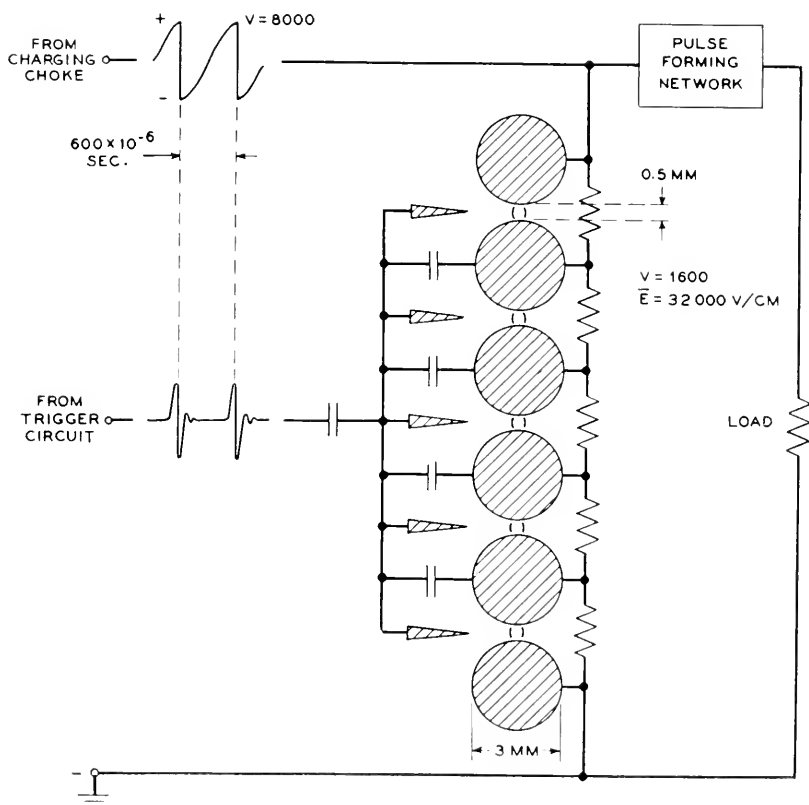 FROM
CHARGING
CHOKE
+
-
V=8000
PULSE
FORMING
NETWORK
600×10⁻⁶
SEC.
0.5 MM
V = 1600
E̅ = 32 000 V/CM
FROM
TRIGGER
CIRCUIT
LOAD
3 MM
-